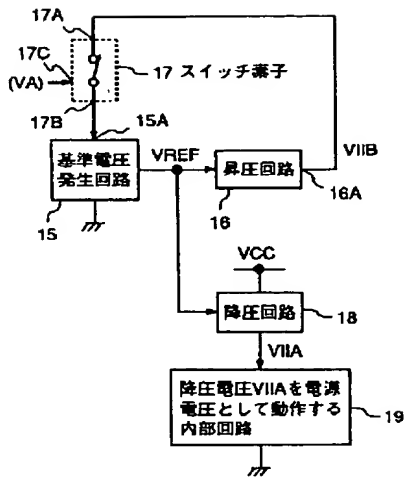 17A
17C
(VA)
17 スイッチ素子
17B
15A
VIIB
基準電圧
発生回路
VREF
昇圧回路
15
16
16A
VCC
降圧回路
18
VIIA
降圧電圧VIIAを電源
電圧として動作する
内部回路
19